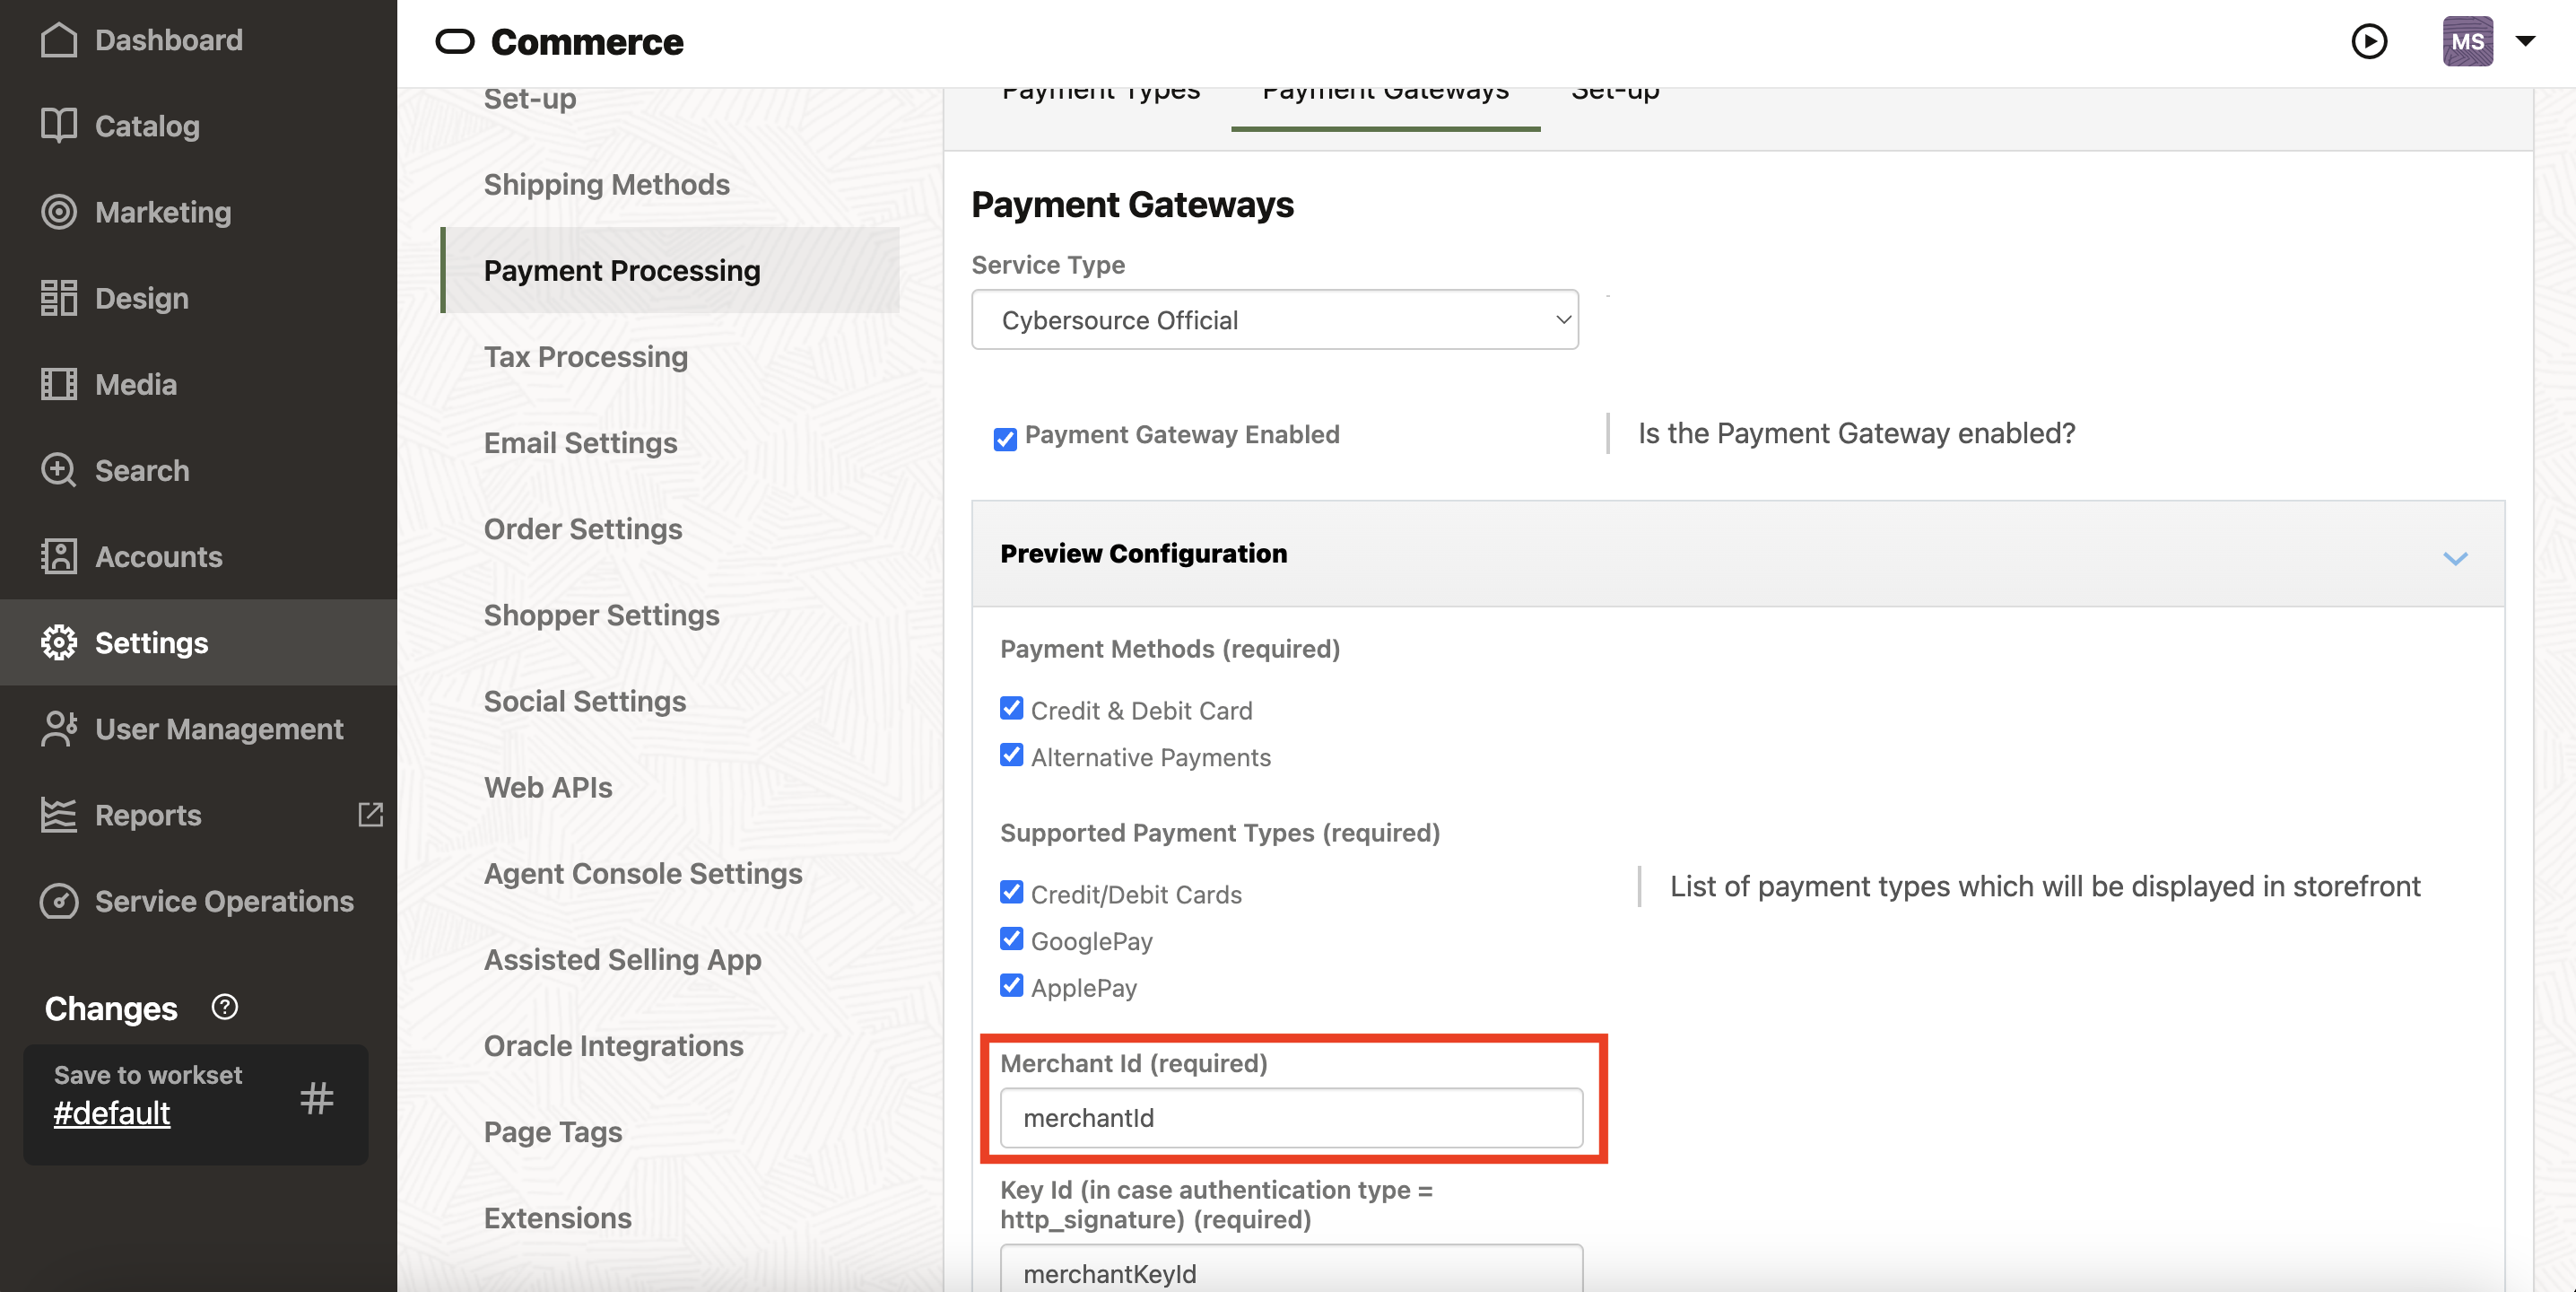 Dashboard
Catalog
Marketing
Design
Media
Search
Accounts
Settings
User Management
Reports
Service Operations
Changes
Save to workset
#default
Commerce
MS
Set-up
Shipping Methods
Payment Processing
Tax Processing
Email Settings
Order Settings
Shopper Settings
Social Settings
Web APIs
Agent Console Settings
Assisted Selling App
Oracle Integrations
Page Tags
Extensions
Payment Types
Payment Gateways
Set-up
Payment Gateways
Service Type
Cybersource Official
Payment Gateway Enabled
Is the Payment Gateway enabled?
Preview Configuration
Payment Methods (required)
Credit & Debit Card
Alternative Payments
Supported Payment Types (required)
Credit/Debit Cards
List of payment types which will be displayed in storefront
GooglePay
ApplePay
Merchant Id (required)
merchantId
Key Id (in case authentication type =
http_signature) (required)
merchantKeyId